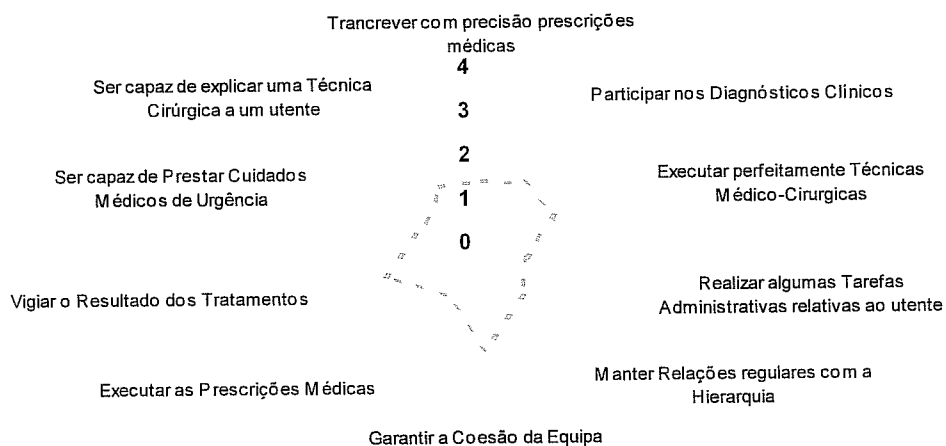 Trancrever com precisão prescrições
médicas
4
Ser capaz de explicar uma Técnica
Cirúrgica a um utente
Participar nos Diagnósticos Clínicos
3
2
Ser capaz de Prestar Cuidados
Médicos de Urgência
Executar perfeitamente Técnicas
Médico-Cirurgicas
1
0
Vigiar o Resultado dos Tratamentos
Realizar algumas Tarefas
Administrativas relativas ao utente
Executar as Prescrições Médicas
Manter Relações regulares com a
Hierarquia
Garantir a Coesão da Equipa